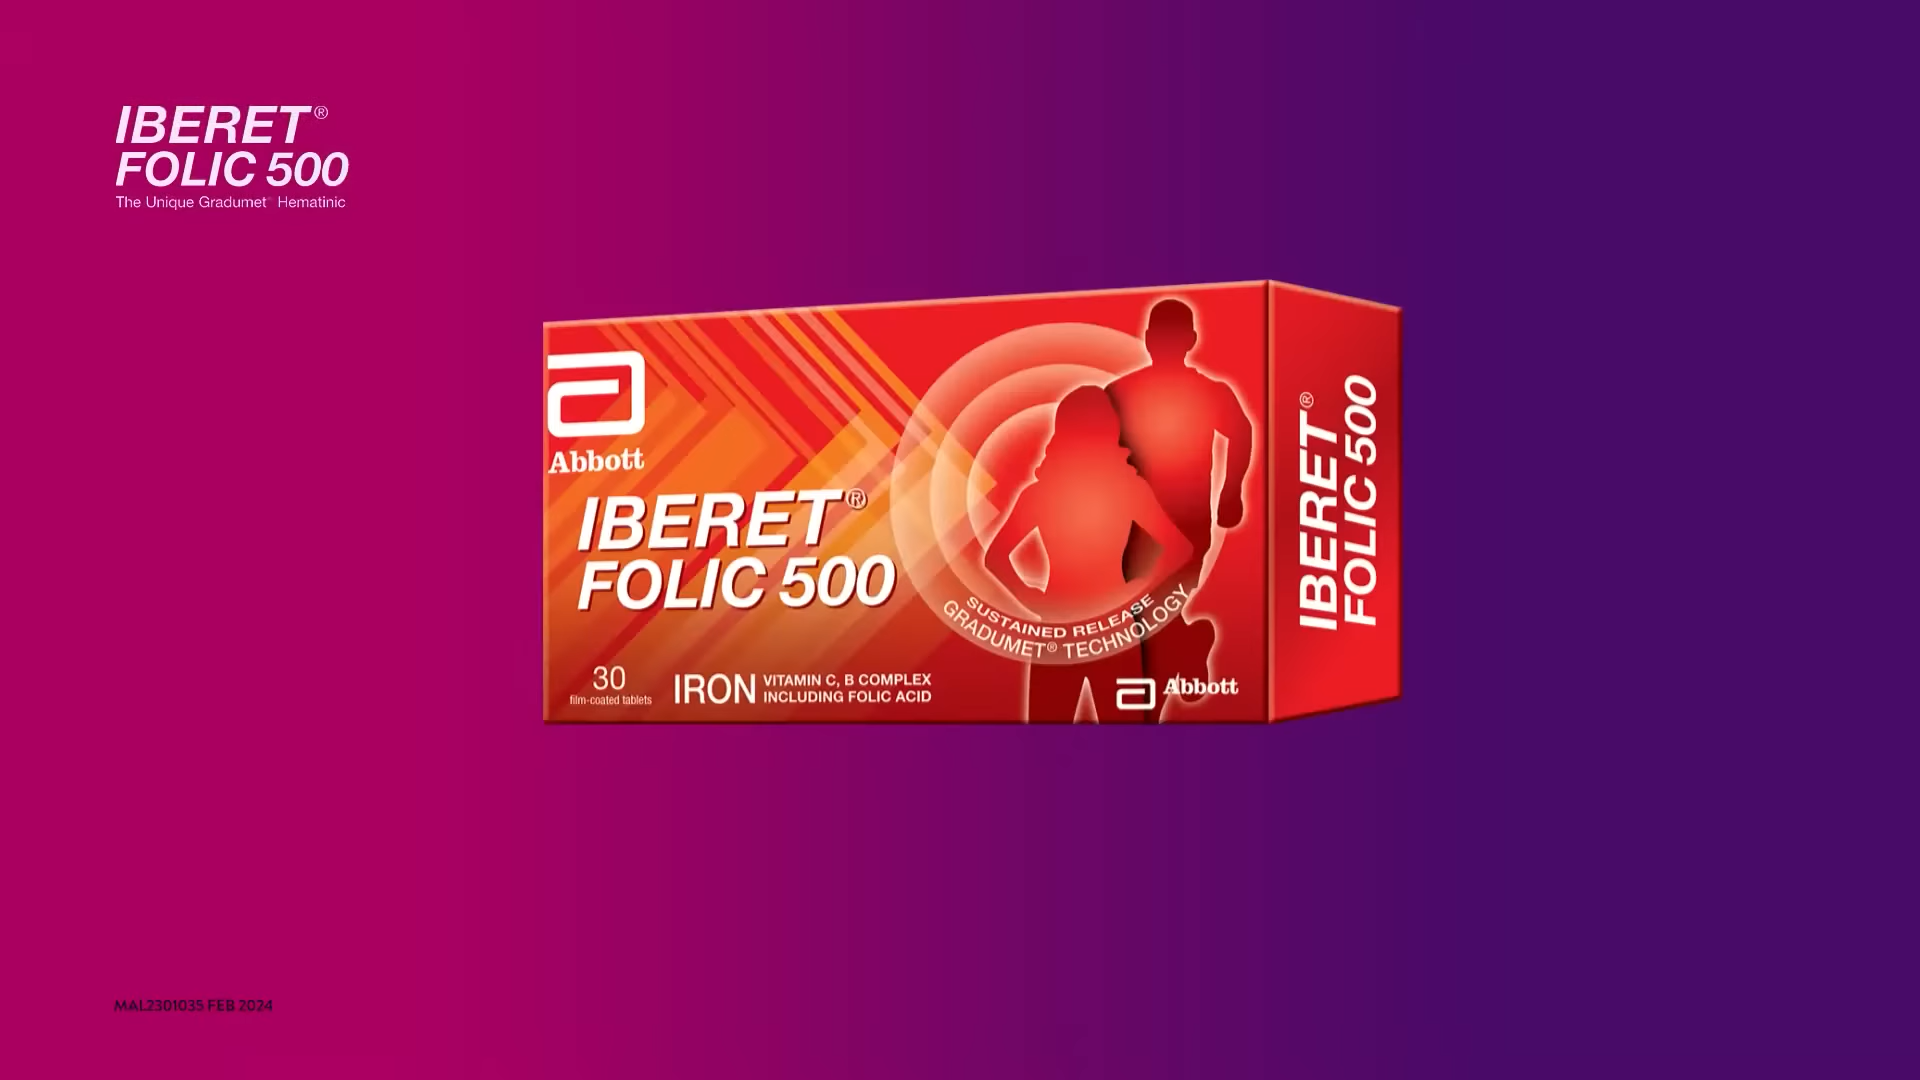 IBERET®
FOLIC 500
The Unique Gradumet™ Hematinic
Abbott
IBERET®
FOLIC 500
30
film-coated tablets
IRON
VITAMIN C, B COMPLEX
INCLUDING FOLIC ACID
SUSTAINED RELEASE
GRADUMET® TECHNOLOGY
Abbott
IBERET®
FOLIC 500
MAL2301035 FEB 2024